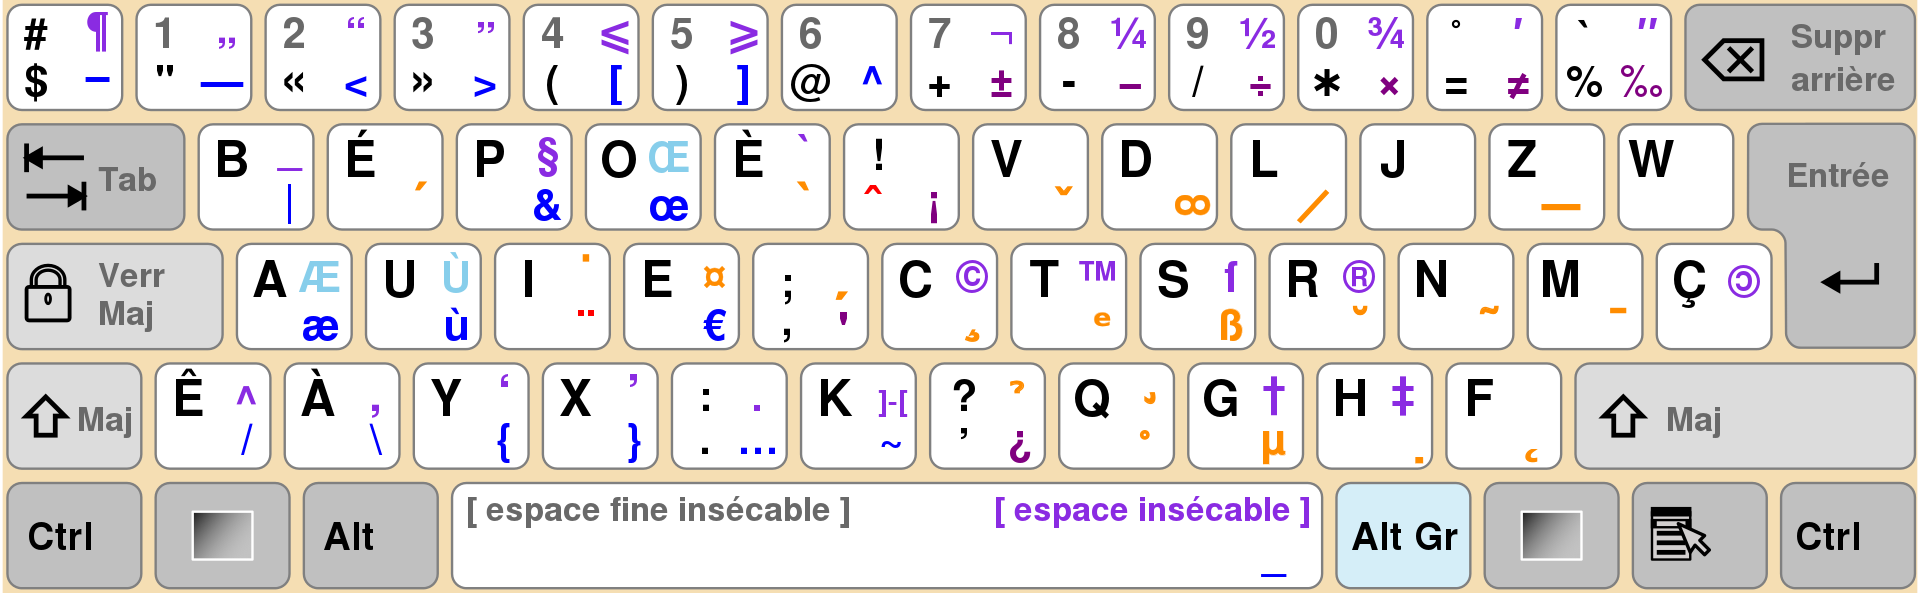 # ¶ 1 „ 2 “ 3 ” 4 ⩽ 5 ⩾ 6 7 ¬ 8 ¼ 9 ½ 0 ¾ ° ′ ` ″ Suppr
$ – " — « < » > ( [ ) ] @ ^ + ± - − / ÷ * × = ≠ % ‰ arrière
Tab B _ É P § O Œ È ` ! V D L J Z W Entrée
| ´ & œ ` ^ ¡ ˇ ∞ / —
Verr A Æ U Ù I ˙ E ¤ ; C © T ™ S ſ R ® N M Ç ↄ⃝
Maj æ ù ¨ € , ´ ' ¸ e ß ˘ ~ ¯
Maj Ê ^ À ‚ Y ‘ X ’ : · K ]-[ ? ̉ Q ̛ G † H ‡ F Maj
/ \ { } . … ~ ’ ¿ ˚ µ . ˛
[ espace fine insécable ] [ espace insécable ]
Ctrl Alt _ Alt Gr Ctrl